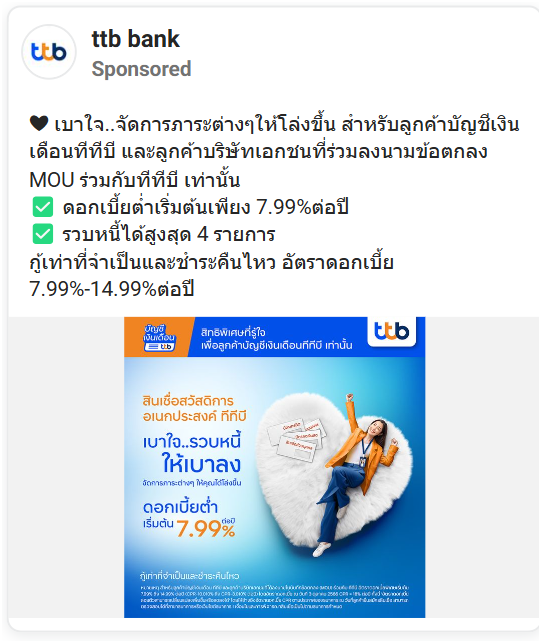 ttb
ttb bank
Sponsored
🖤 เบาใจ..จัดการภาระต่างๆให้โล่งขึ้น สำหรับลูกค้าบัญชีเงิน
เดือนทีทีบี และลูกค้าบริษัทเอกชนที่ร่วมลงนามข้อตกลง
MOU ร่วมกับทีทีบี เท่านั้น
✅ ดอกเบี้ยต่ำเริ่มต้นเพียง 7.99%ต่อปี
✅ รวบหนี้ได้สูงสุด 4 รายการ
กู้เท่าที่จำเป็นและชำระคืนไหว อัตราดอกเบี้ย
7.99%-14.99%ต่อปี
บัญชี
เงินเดือน
ttb
สิทธิพิเศษที่รู้ใจ
เพื่อลูกค้าบัญชีเงินเดือนทีทีบี เท่านั้น
ttb
สินเชื่อสวัสดิการ
อเนกประสงค์ ทีทีบี
เบาใจ..รวบหนี้
ให้เบาลง
จัดการภาระต่างๆ ให้คุณได้โล่งขึ้น
ดอกเบี้ยต่ำ
เริ่มต้น 7.99% ต่อปี
กู้เท่าที่จำเป็นและชำระคืนไหว